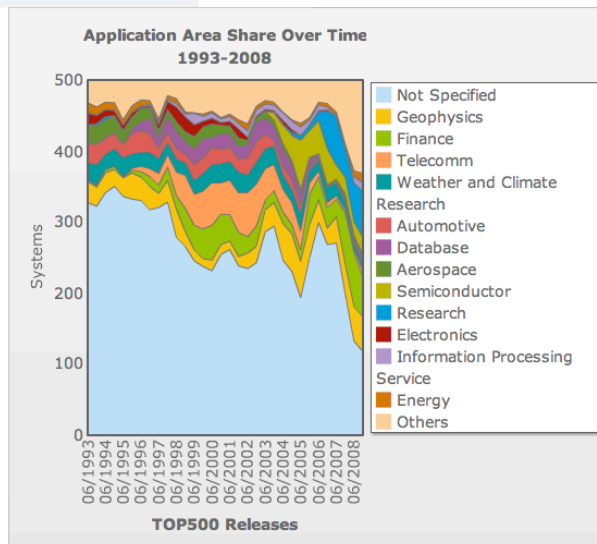 Application Area Share Over Time
1993-2008
500
400
300
200
100
0
Systems
06/1993
06/1994
06/1995
06/1996
06/1997
06/1998
06/1999
06/2000
06/2001
06/2002
06/2003
06/2004
06/2005
06/2006
06/2007
06/2008
TOP500 Releases
Not Specified
Geophysics
Finance
Telecomm
Weather and Climate
Research
Automotive
Database
Aerospace
Semiconductor
Research
Electronics
Information Processing
Service
Energy
Others